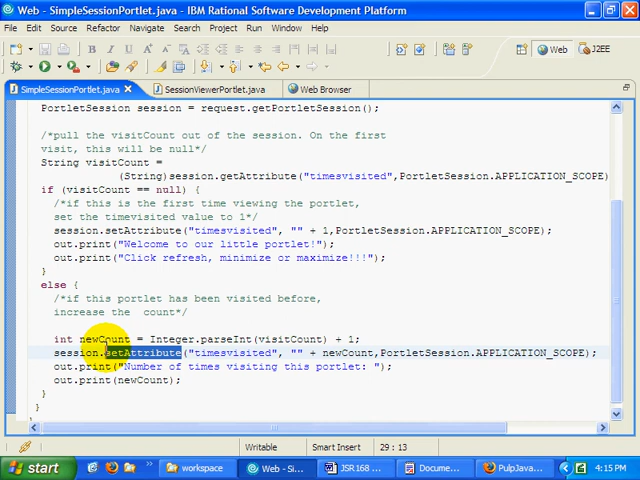 Web - SimpleSessionPortlet.java - IBM Rational Software Development Platform
File Edit Source Refactor Navigate Search Project Run Window Help
Web J2EE
SimpleSessionPortlet.java SessionViewerPortlet.java Web Browser
PortletSession session = request.getPortletSession();
/*pull the visitCount out of the session. On the first
visit, this will be null*/
String visitCount =
(String)session.getAttribute("timesvisited",PortletSession.APPLICATION_SCOPE)
if (visitCount == null) {
/*if this is the first time viewing the portlet,
set the timevisited value to 1*/
session.setAttribute("timesvisited", "" + 1,PortletSession.APPLICATION_SCOPE);
out.print("Welcome to our little portlet!");
out.print("Click refresh, minimize or maximize!!!");
}
else {
/*if this portlet has been visited before,
increase the  count*/
int newCount = Integer.parseInt(visitCount) + 1;
session.setAttribute("timesvisited", "" + newCount,PortletSession.APPLICATION_SCOPE);
out.print("Number of times visiting this portlet: ");
out.print(newCount);
}
}
Writable Smart Insert 29 : 13
start workspace Web - Si... JSR168 ... Docume... PulpJava... 4:15 PM